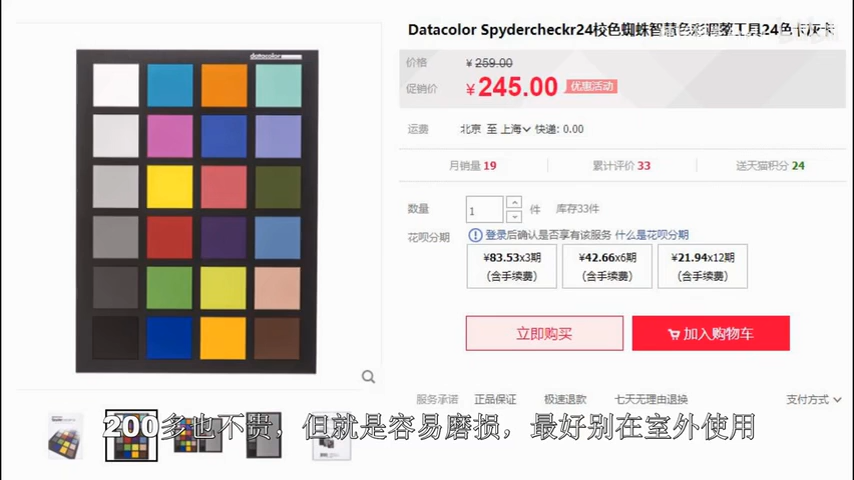 Datacolor Spydercheckr24校色蜘蛛智慧色彩调整工具24色卡灰卡
datacolor
价格 ¥259.00
促销价 ¥245.00 优惠活动
运费 北京 至 上海 快递: 0.00
月销量 19 累计评价 33 送天猫积分 24
数量 1 件 库存33件
花呗分期 登录后确认是否享有该服务 什么是花呗分期
¥83.53x3期 ¥42.66x6期 ¥21.94x12期
(含手续费) (含手续费) (含手续费)
立即购买 加入购物车
服务承诺 正品保证 极速退款 七天无理由退换 支付方式
200多也不贵，但就是容易磨损，最好别在室外使用